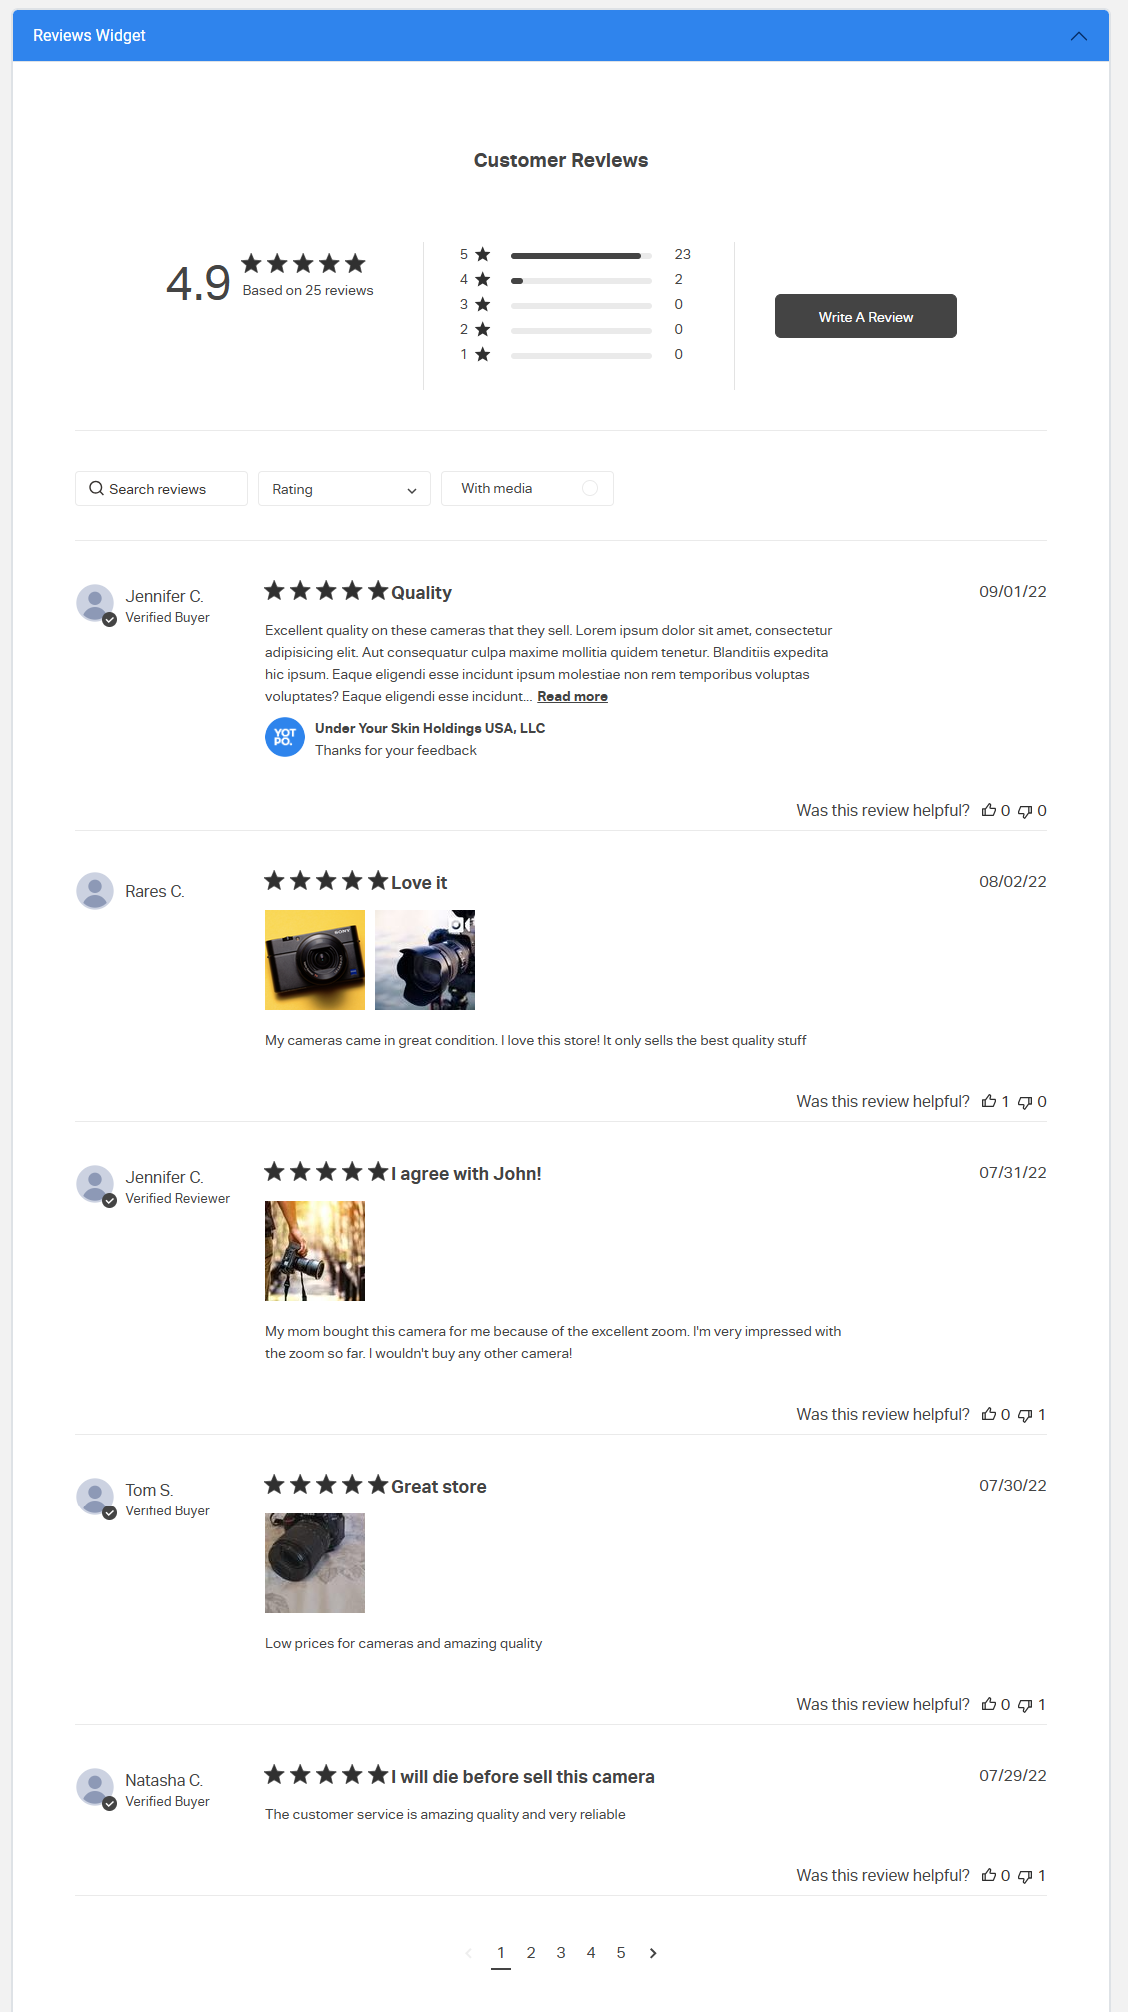 Reviews Widget
Customer Reviews
4.9
Based on 25 reviews
5 23
4 2
3 0
2 0
1 0
Write A Review
Search reviews
Rating
With media
Jennifer C.
Verified Buyer
Quality
09/01/22
Excellent quality on these cameras that they sell. Lorem ipsum dolor sit amet, consectetur
adipisicing elit. Aut consequatur culpa maxime mollitia quidem tenetur. Blanditiis expedita
hic ipsum. Eaque eligendi esse incidunt ipsum molestiae non rem temporibus voluptas
voluptates? Eaque eligendi esse incidunt... Read more
YOT
PO.
Under Your Skin Holdings USA, LLC
Thanks for your feedback
Was this review helpful? 0 0
Rares C.
Love it
08/02/22
SONY
My cameras came in great condition. I love this store! It only sells the best quality stuff
Was this review helpful? 1 0
Jennifer C.
Verified Reviewer
I agree with John!
07/31/22
My mom bought this camera for me because of the excellent zoom. I'm very impressed with
the zoom so far. I wouldn't buy any other camera!
Was this review helpful? 0 1
Tom S.
Verified Buyer
Great store
07/30/22
Low prices for cameras and amazing quality
Was this review helpful? 0 1
Natasha C.
Verified Buyer
I will die before sell this camera
07/29/22
The customer service is amazing quality and very reliable
Was this review helpful? 0 1
1 2 3 4 5